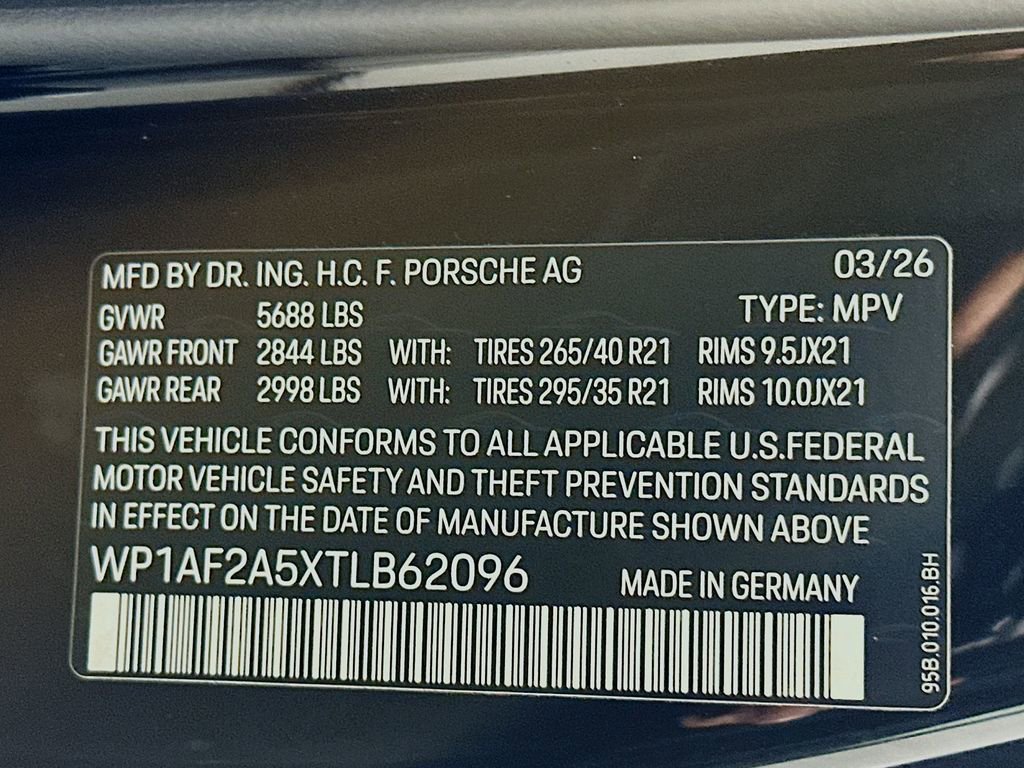 MFD BY DR. ING. H.C. F. PORSCHE AG 03/26
GVWR 5688 LBS TYPE: MPV
GAWR FRONT 2844 LBS WITH: TIRES 265/40 R21 RIMS 9.5JX21
GAWR REAR 2998 LBS WITH: TIRES 295/35 R21 RIMS 10.0JX21
THIS VEHICLE CONFORMS TO ALL APPLICABLE U.S.FEDERAL
MOTOR VEHICLE SAFETY AND THEFT PREVENTION STANDARDS
IN EFFECT ON THE DATE OF MANUFACTURE SHOWN ABOVE
WP1AF2A5XTLB62096 MADE IN GERMANY
95B.010.016.BH